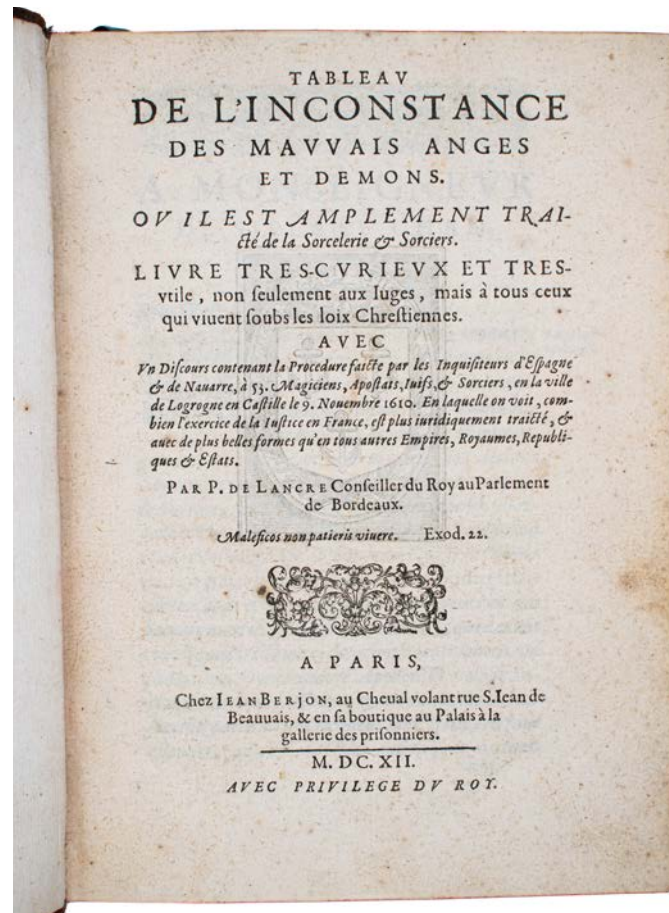 TABLEAV
DE L'INCONSTANCE
DES MAVVAIS ANGES
ET DEMONS.
OV IL EST AMPLEMENT TRAI-
cté de la Sorcelerie & Sorciers.
LIVRE TRES-CVRIEVX ET TRES-
vtile, non ſeulement aux Iuges, mais à tous ceux
qui viuent ſoubs les loix Chreſtiennes.
AVEC
Vn Diſcours contenant la Procedure faicte par les Inquiſiteurs d'Eſpagne
& de Nauarre, à 53. Magiciens, Apoſtats, Iuifs, & Sorciers, en la ville
de Logrogne en Caſtille le 9. Nouembre 1610. En laquelle on voit, com-
bien l'exercice de la Iuſtice en France, eſt plus iuridiquement traicté, &
auec de plus belles formes qu'en tous autres Empires, Royaumes, Republi-
ques & Eſtats.
PAR P. DE LANCRE Conſeiller du Roy au Parlement
de Bordeaux.
Maleficos non patieris viuere. Exod. 22.
A PARIS,
Chez IEAN BERJON, au Cheual volant rue S. Iean de
Beauuais, & en ſa boutique au Palais à la
gallerie des priſonniers.
M. DC. XII.
AVEC PRIVILEGE DV ROY.